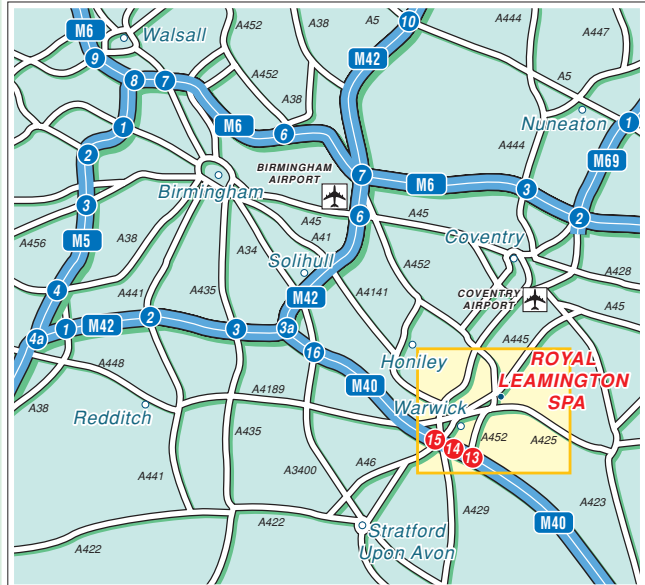 A452
A38
A5
10
A444
A447
M6
Walsall
9
A452
M42
A5
8
7
A38
Nuneaton
1
1
M6
6
2
A444
M69
BIRMINGHAM
AIRPORT
7
M6
3
Birmingham
3
6
2
A45
A45
A456
M5
A38
A34
A41
Coventry
Solihull
A452
A428
4
A441
A435
M42
A4141
COVENTRY
AIRPORT
A45
4a
1
M42
2
3
3a
A445
16
Honiley
ROYAL
LEAMINGTON
SPA
A448
M40
A4189
A38
Redditch
Warwick
A435
15
14
13
A452
A425
A441
A3400
A46
A429
A423
M40
A422
A422
Stratford
Upon Avon